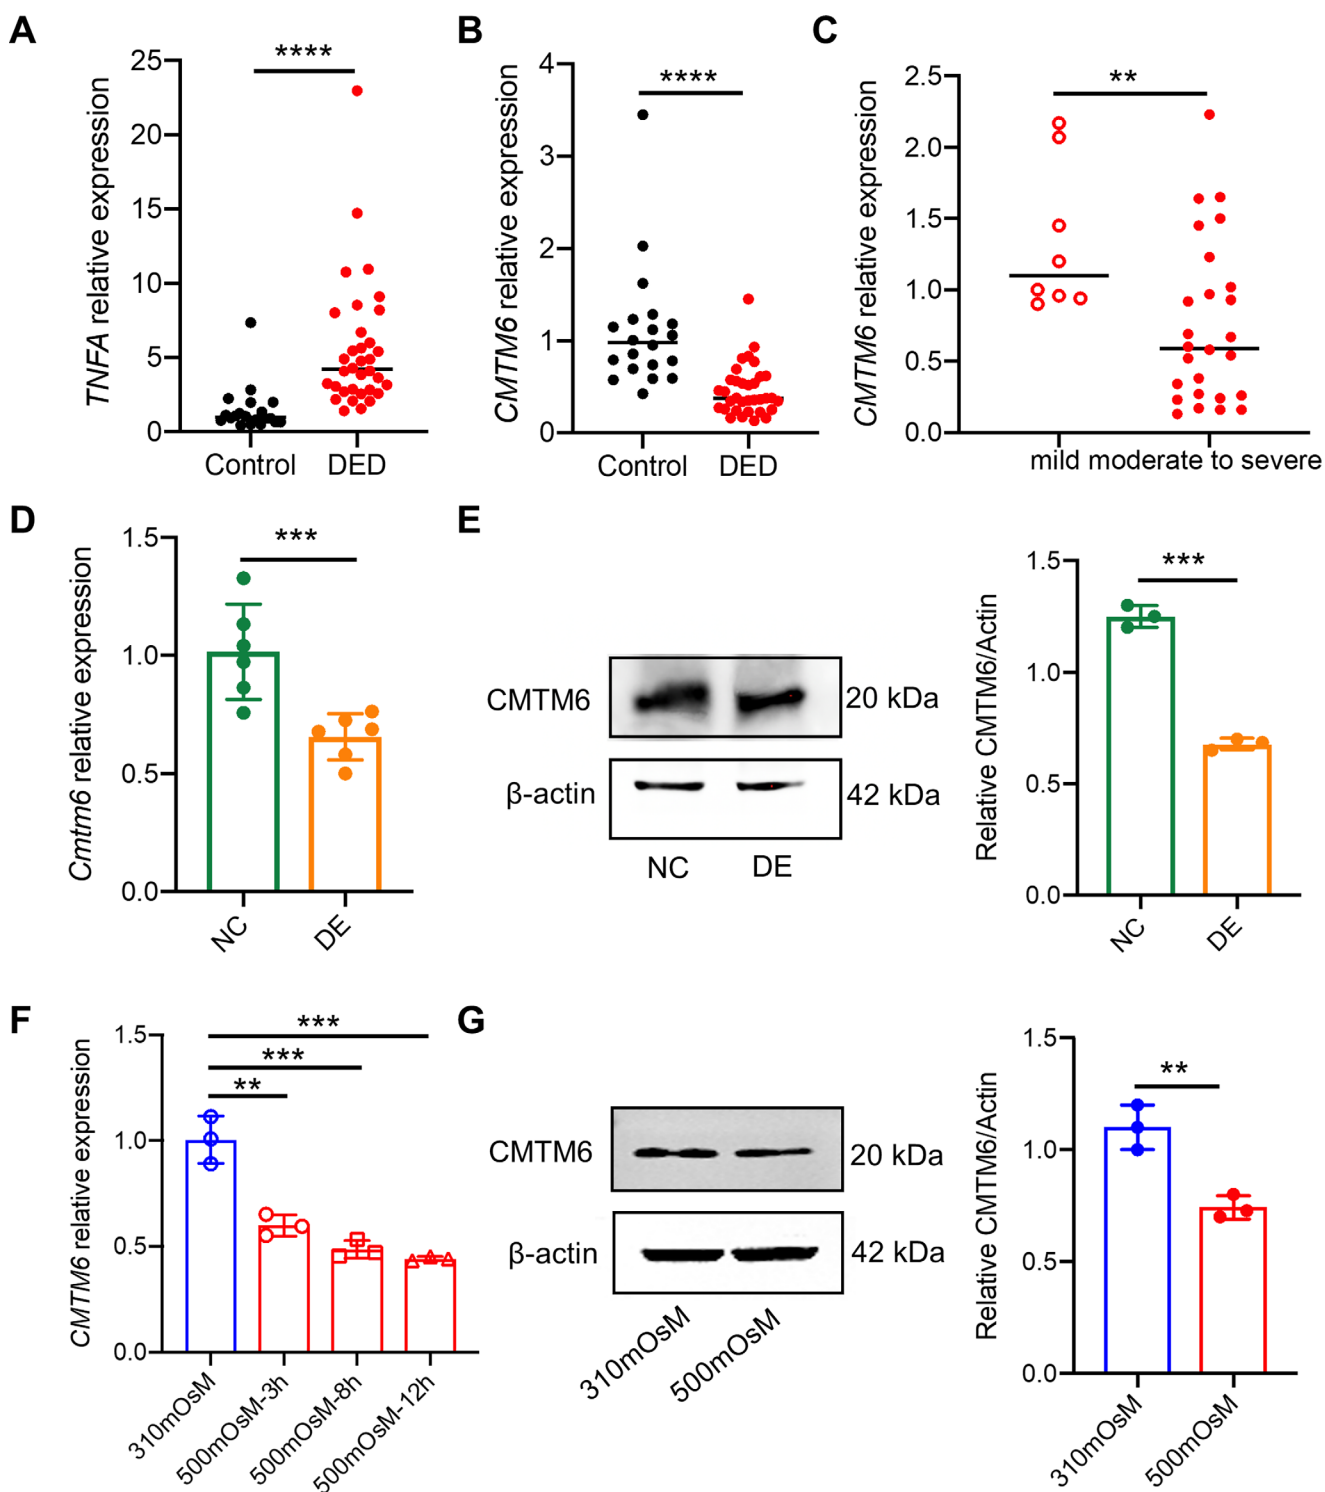 A
TNFA relative expression
25
20
15
10
5
0
****
Control
DED
B
CMTM6 relative expression
4
3
2
1
0
****
Control
DED
C
CMTM6 relative expression
2.5
2.0
1.5
1.0
0.5
0.0
**
mild
moderate to severe
D
Cmtm6 relative expression
1.5
1.0
0.5
0.0
***
NC
DE
E
CMTM6
20 kDa
β-actin
42 kDa
NC
DE
Relative CMTM6/Actin
1.5
1.0
0.5
0.0
***
NC
DE
F
CMTM6 relative expression
1.5
1.0
0.5
0.0
***
***
**
310mOsM
500mOsM-3h
500mOsM-8h
500mOsM-12h
G
CMTM6
20 kDa
β-actin
42 kDa
310mOsM
500mOsM
Relative CMTM6/Actin
1.5
1.0
0.5
0.0
**
310mOsM
500mOsM